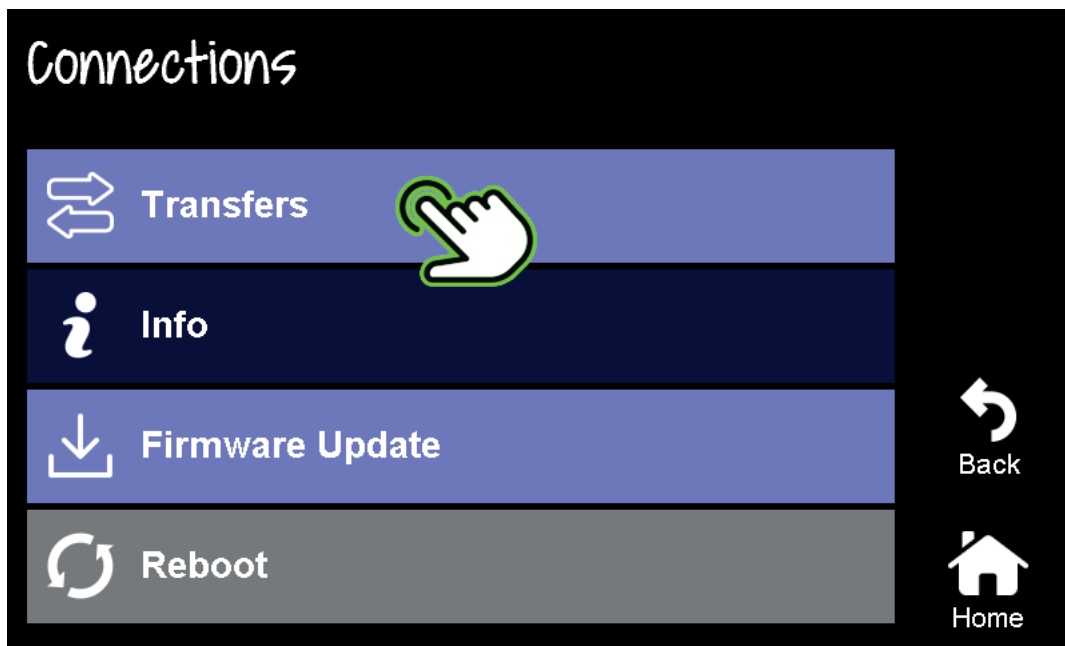 Connections
Transfers
Info
Firmware Update
Reboot
Back
Home